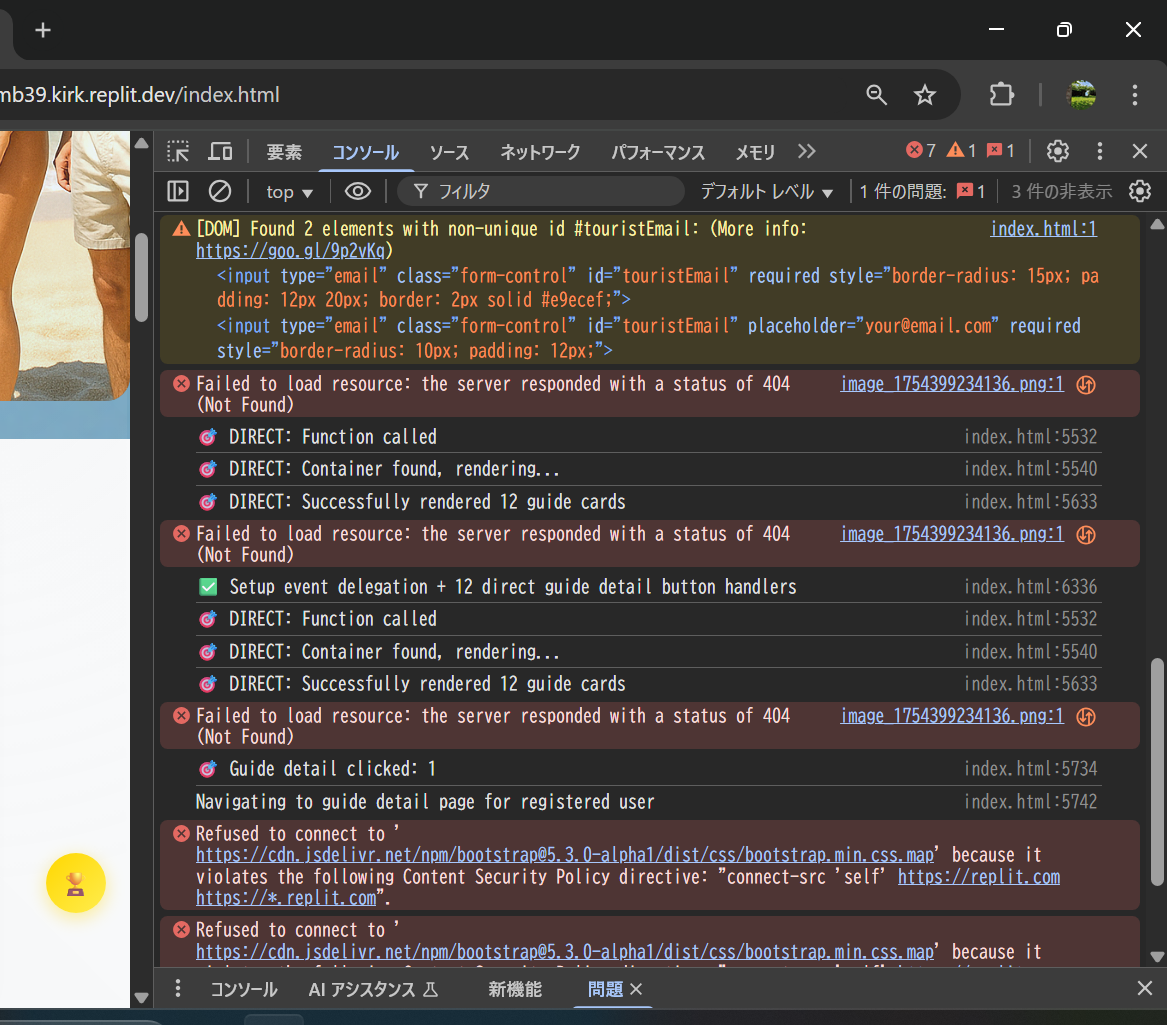 mb39.kirk.replit.dev/index.html
要素 コンソール ソース ネットワーク パフォーマンス メモリ 7 1 1
top フィルタ デフォルト レベル 1 件の問題: 1 3 件の非表示
[DOM] Found 2 elements with non-unique id #touristEmail: (More info: index.html:1
https://goo.gl/9p2vKq)
<input type="email" class="form-control" id="touristEmail" required style="border-radius: 15px; pa
dding: 12px 20px; border: 2px solid #e9ecef;">
<input type="email" class="form-control" id="touristEmail" placeholder="your@email.com" required
style="border-radius: 10px; padding: 12px;">
Failed to load resource: the server responded with a status of 404 image_1754399234136.png:1
(Not Found)
DIRECT: Function called index.html:5532
DIRECT: Container found, rendering... index.html:5540
DIRECT: Successfully rendered 12 guide cards index.html:5633
Failed to load resource: the server responded with a status of 404 image_1754399234136.png:1
(Not Found)
Setup event delegation + 12 direct guide detail button handlers index.html:6336
DIRECT: Function called index.html:5532
DIRECT: Container found, rendering... index.html:5540
DIRECT: Successfully rendered 12 guide cards index.html:5633
Failed to load resource: the server responded with a status of 404 image_1754399234136.png:1
(Not Found)
Guide detail clicked: 1 index.html:5734
Navigating to guide detail page for registered user index.html:5742
Refused to connect to '
https://cdn.jsdelivr.net/npm/bootstrap@5.3.0-alpha1/dist/css/bootstrap.min.css.map' because it
violates the following Content Security Policy directive: "connect-src 'self' https://replit.com
https://*.replit.com".
Refused to connect to '
https://cdn.jsdelivr.net/npm/bootstrap@5.3.0-alpha1/dist/css/bootstrap.min.css.map' because it
コンソール AI アシスタンス 新機能 問題